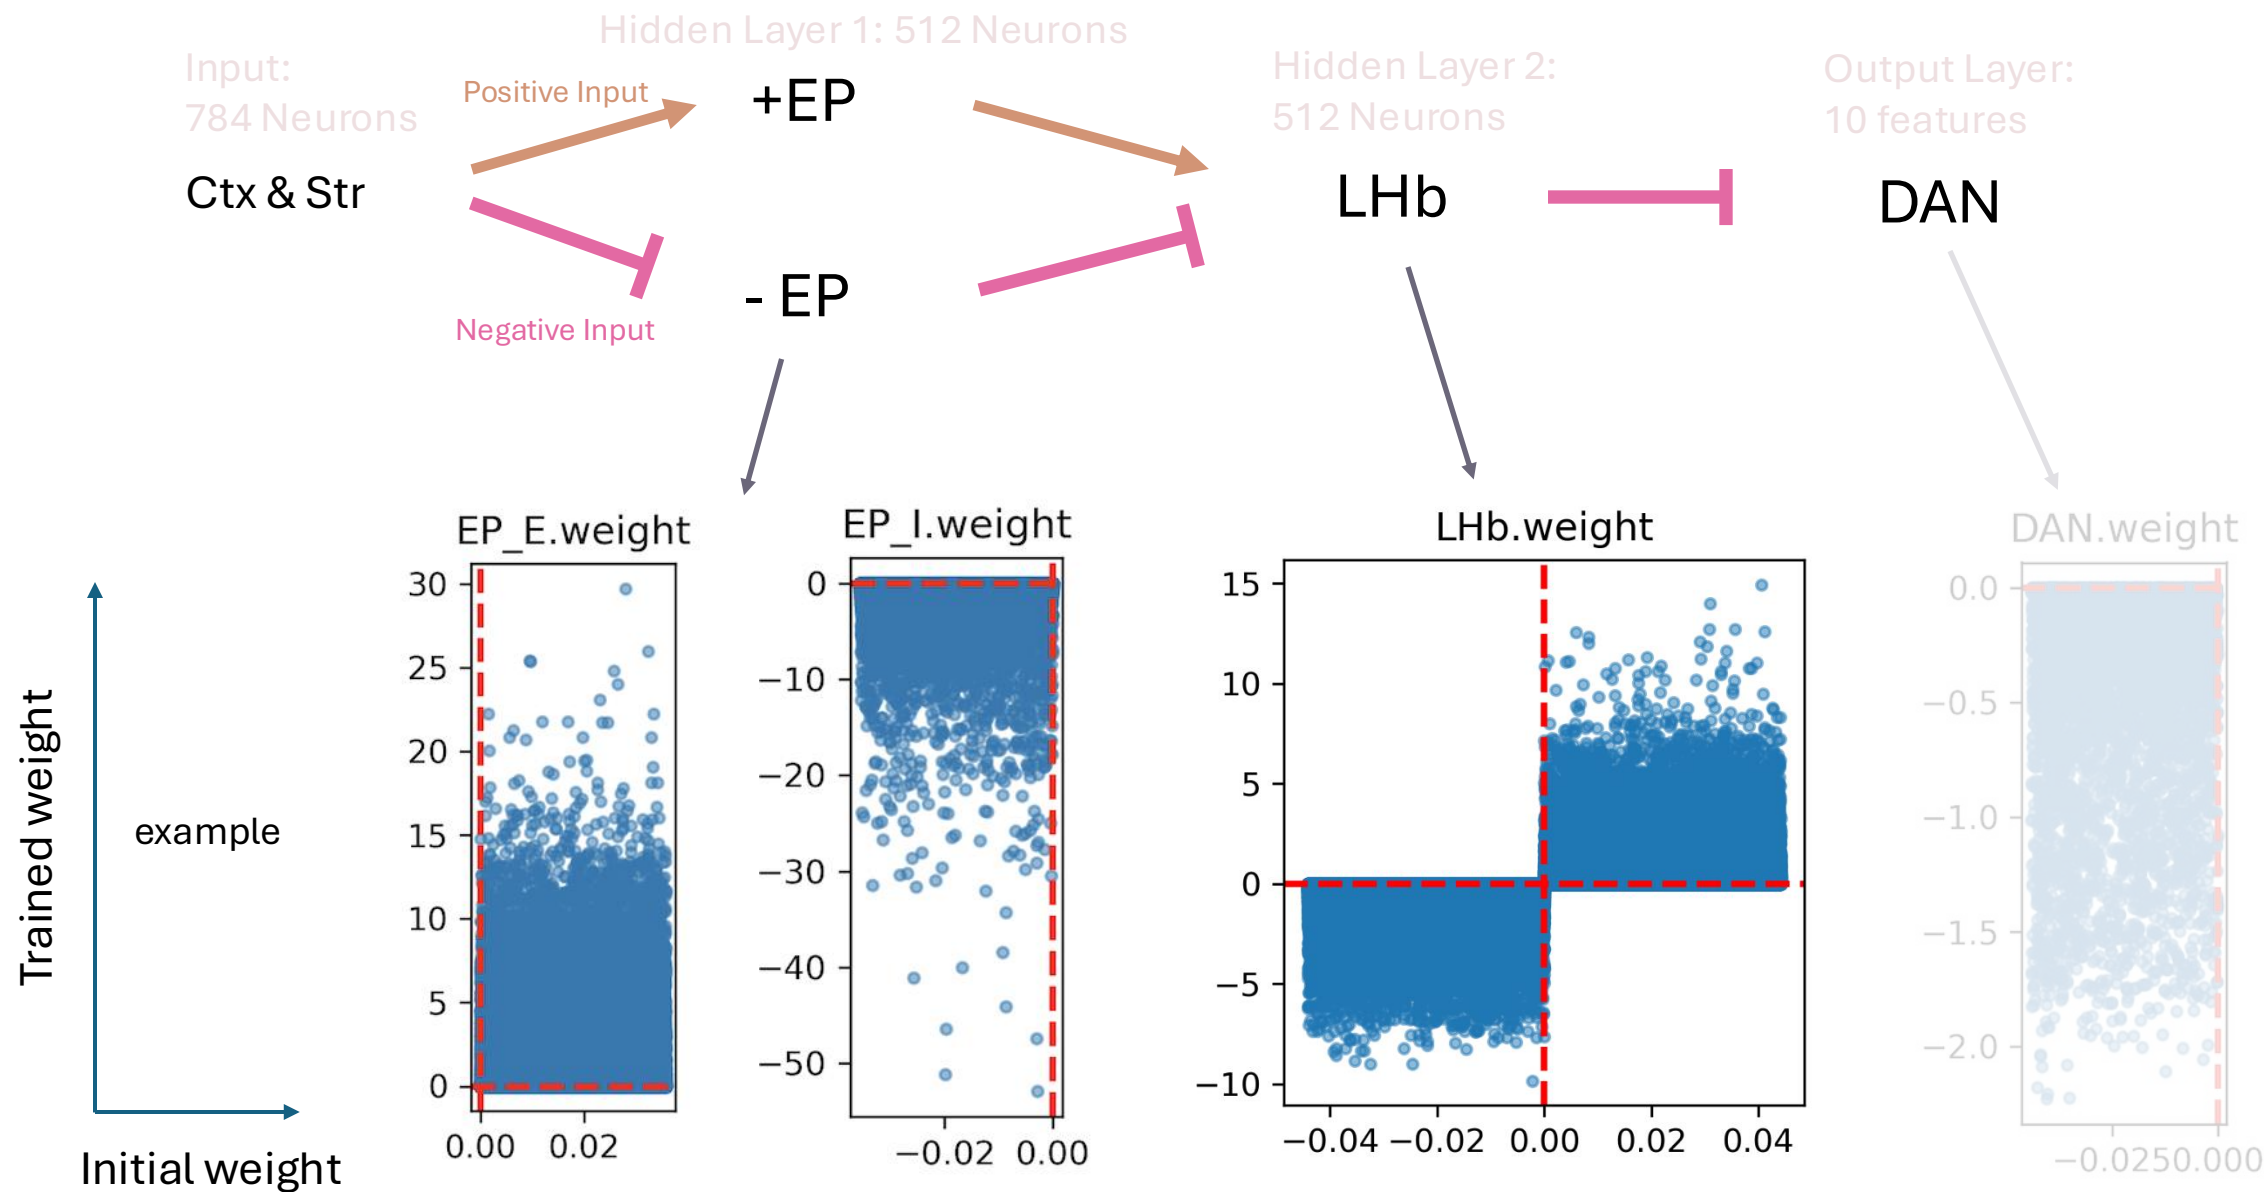 Hidden Layer 1: 512 Neurons
Input:
784 Neurons
Hidden Layer 2:
512 Neurons
Output Layer:
10 features
Positive Input
+EP
Ctx & Str
LHb
DAN
- EP
Negative Input
EP_E.weight
EP_I.weight
LHb.weight
DAN.weight
Trained weight
example
Initial weight
30
25
20
15
10
5
0
0.00 0.02
0
−10
−20
−30
−40
−50
−0.02 0.00
15
10
5
0
−5
−10
−0.04 −0.02 0.00 0.02 0.04
0.0
−0.5
−1.0
−1.5
−2.0
−0.0250.000